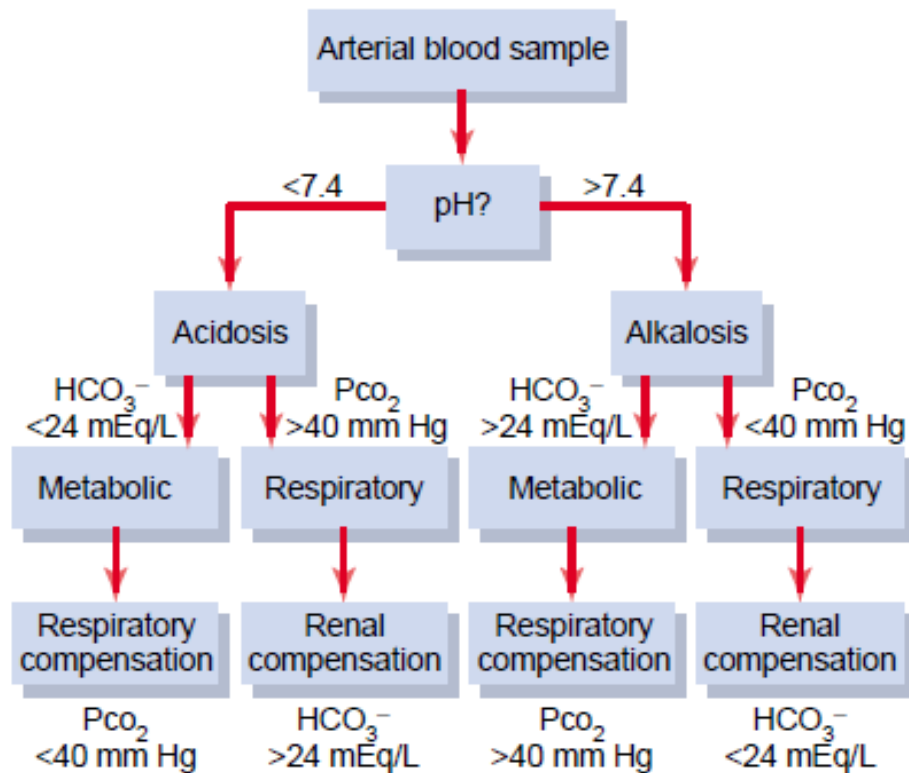 Arterial blood sample
<7.4
pH?
>7.4
Acidosis
Alkalosis
HCO₃⁻
<24 mEq/L
Pco₂
>40 mm Hg
HCO₃⁻
>24 mEq/L
Pco₂
<40 mm Hg
Metabolic
Respiratory
Metabolic
Respiratory
Respiratory
compensation
Renal
compensation
Respiratory
compensation
Renal
compensation
Pco₂
<40 mm Hg
HCO₃⁻
>24 mEq/L
Pco₂
>40 mm Hg
HCO₃⁻
<24 mEq/L